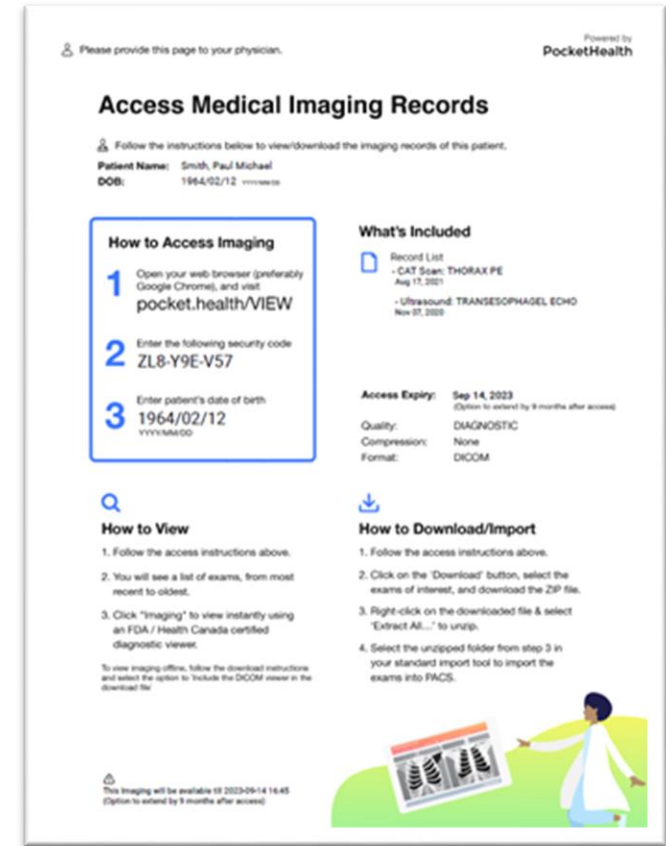 Please provide this page to your physician.
Powered by
PocketHealth
Access Medical Imaging Records
Follow the instructions below to view/download the imaging records of this patient.
Patient Name: Smith, Paul Michael
DOB: 1964/02/12 YYYY/MM/DD
How to Access Imaging
1 Open your web browser (preferably
Google Chrome), and visit
pocket.health/VIEW
2 Enter the following security code
ZL8-Y9E-V57
3 Enter patient's date of birth
1964/02/12
YYYY/MM/DD
What's Included
Record List
- CAT Scan: THORAX PE
Aug 17, 2021
- Ultrasound: TRANSESOPHAGEL ECHO
Nov 07, 2020
Access Expiry: Sep 14, 2023
(Option to extend by 9 months after access)
Quality: DIAGNOSTIC
Compression: None
Format: DICOM
How to View
1. Follow the access instructions above.
2. You will see a list of exams, from most
recent to oldest.
3. Click "Imaging" to view instantly using
an FDA / Health Canada certified
diagnostic viewer.
To view imaging offline, follow the download instructions
and select the option to 'Include the DICOM viewer in the
download file'
How to Download/Import
1. Follow the access instructions above.
2. Click on the 'Download' button, select the
exams of interest, and download the ZIP file.
3. Right-click on the downloaded file & select
'Extract All...' to unzip.
4. Select the unzipped folder from step 3 in
your standard import tool to import the
exams into PACS.
This Imaging will be available till 2023-09-14 16:45
(Option to extend by 9 months after access)